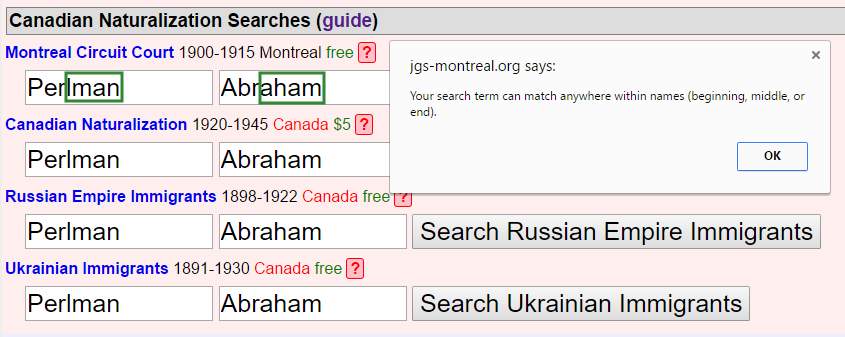 Canadian Naturalization Searches (guide)
Montreal Circuit Court 1900-1915 Montreal free ?
Perlman Abraham
jgs-montreal.org says: ×
Your search term can match anywhere within names (beginning, middle, or
end).
OK
Canadian Naturalization 1920-1945 Canada $5 ?
Perlman Abraham
Russian Empire Immigrants 1898-1922 Canada free ?
Perlman Abraham Search Russian Empire Immigrants
Ukrainian Immigrants 1891-1930 Canada free ?
Perlman Abraham Search Ukrainian Immigrants